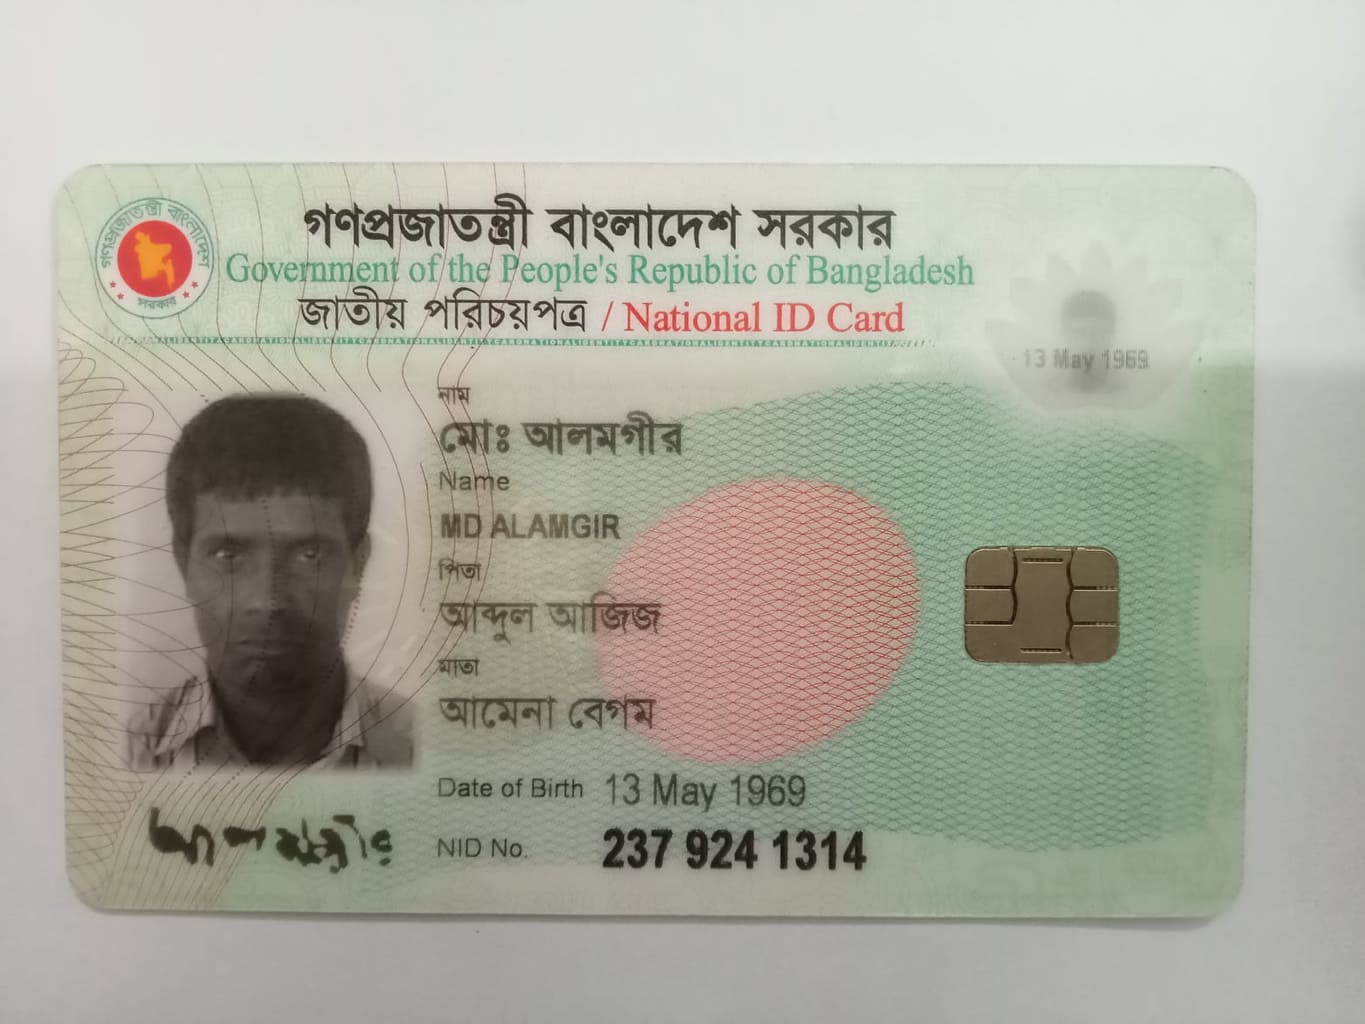 গণপ্রজাতন্ত্রী বাংলাদেশ সরকার
Government of the People's Republic of Bangladesh
জাতীয় পরিচয়পত্র / National ID Card
গণপ্রজাতন্ত্রী বাংলাদেশ
সরকার
13 May 1969
নাম
মোঃ আলমগীর
Name
MD ALAMGIR
পিতা
আব্দুল আজিজ
মাতা
আমেনা বেগম
Date of Birth 13 May 1969
আলমগীর
NID No. 237 924 1314